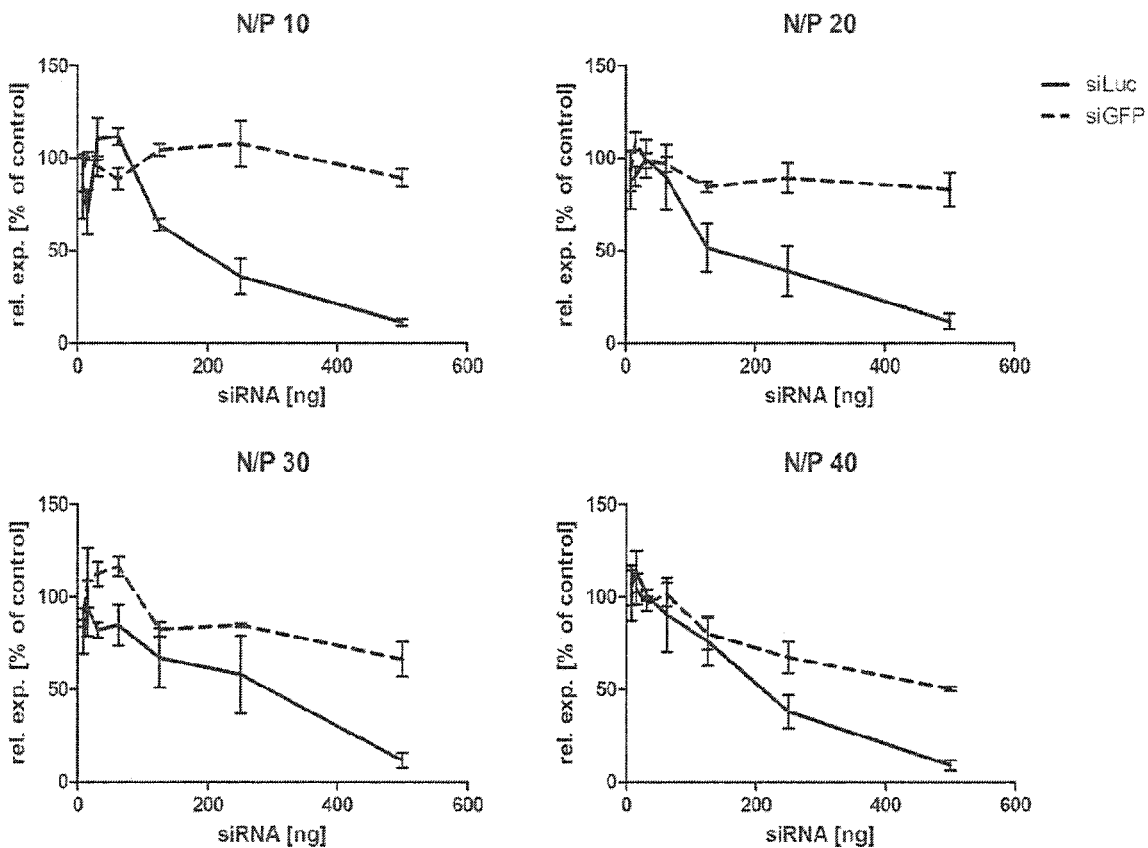 N/P 10
rel. exp. [% of control]
150
100
50
0
0 200 400 600
siRNA [ng]
N/P 20
rel. exp. [% of control]
150
100
50
0
0 200 400 600
siRNA [ng]
siLuc
siGFP
N/P 30
rel. exp. [% of control]
150
100
50
0
0 200 400 600
siRNA [ng]
N/P 40
rel. exp. [% of control]
150
100
50
0
0 200 400 600
siRNA [ng]